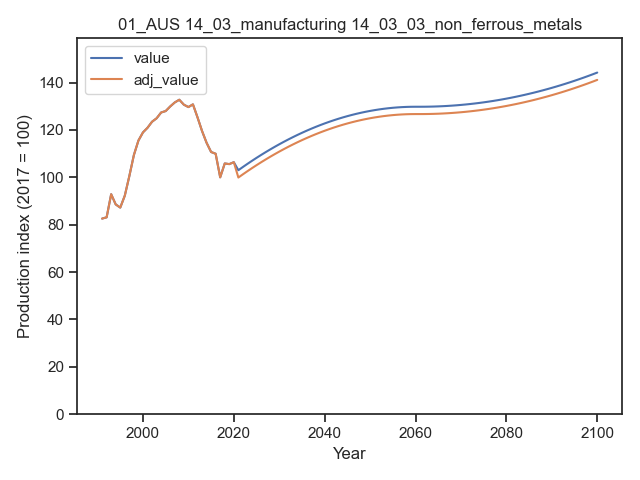 01_AUS 14_03_manufacturing 14_03_03_non_ferrous_metals
value
adj_value
Production index (2017 = 100)
140
120
100
80
60
40
20
0
2000 2020 2040 2060 2080 2100
Year